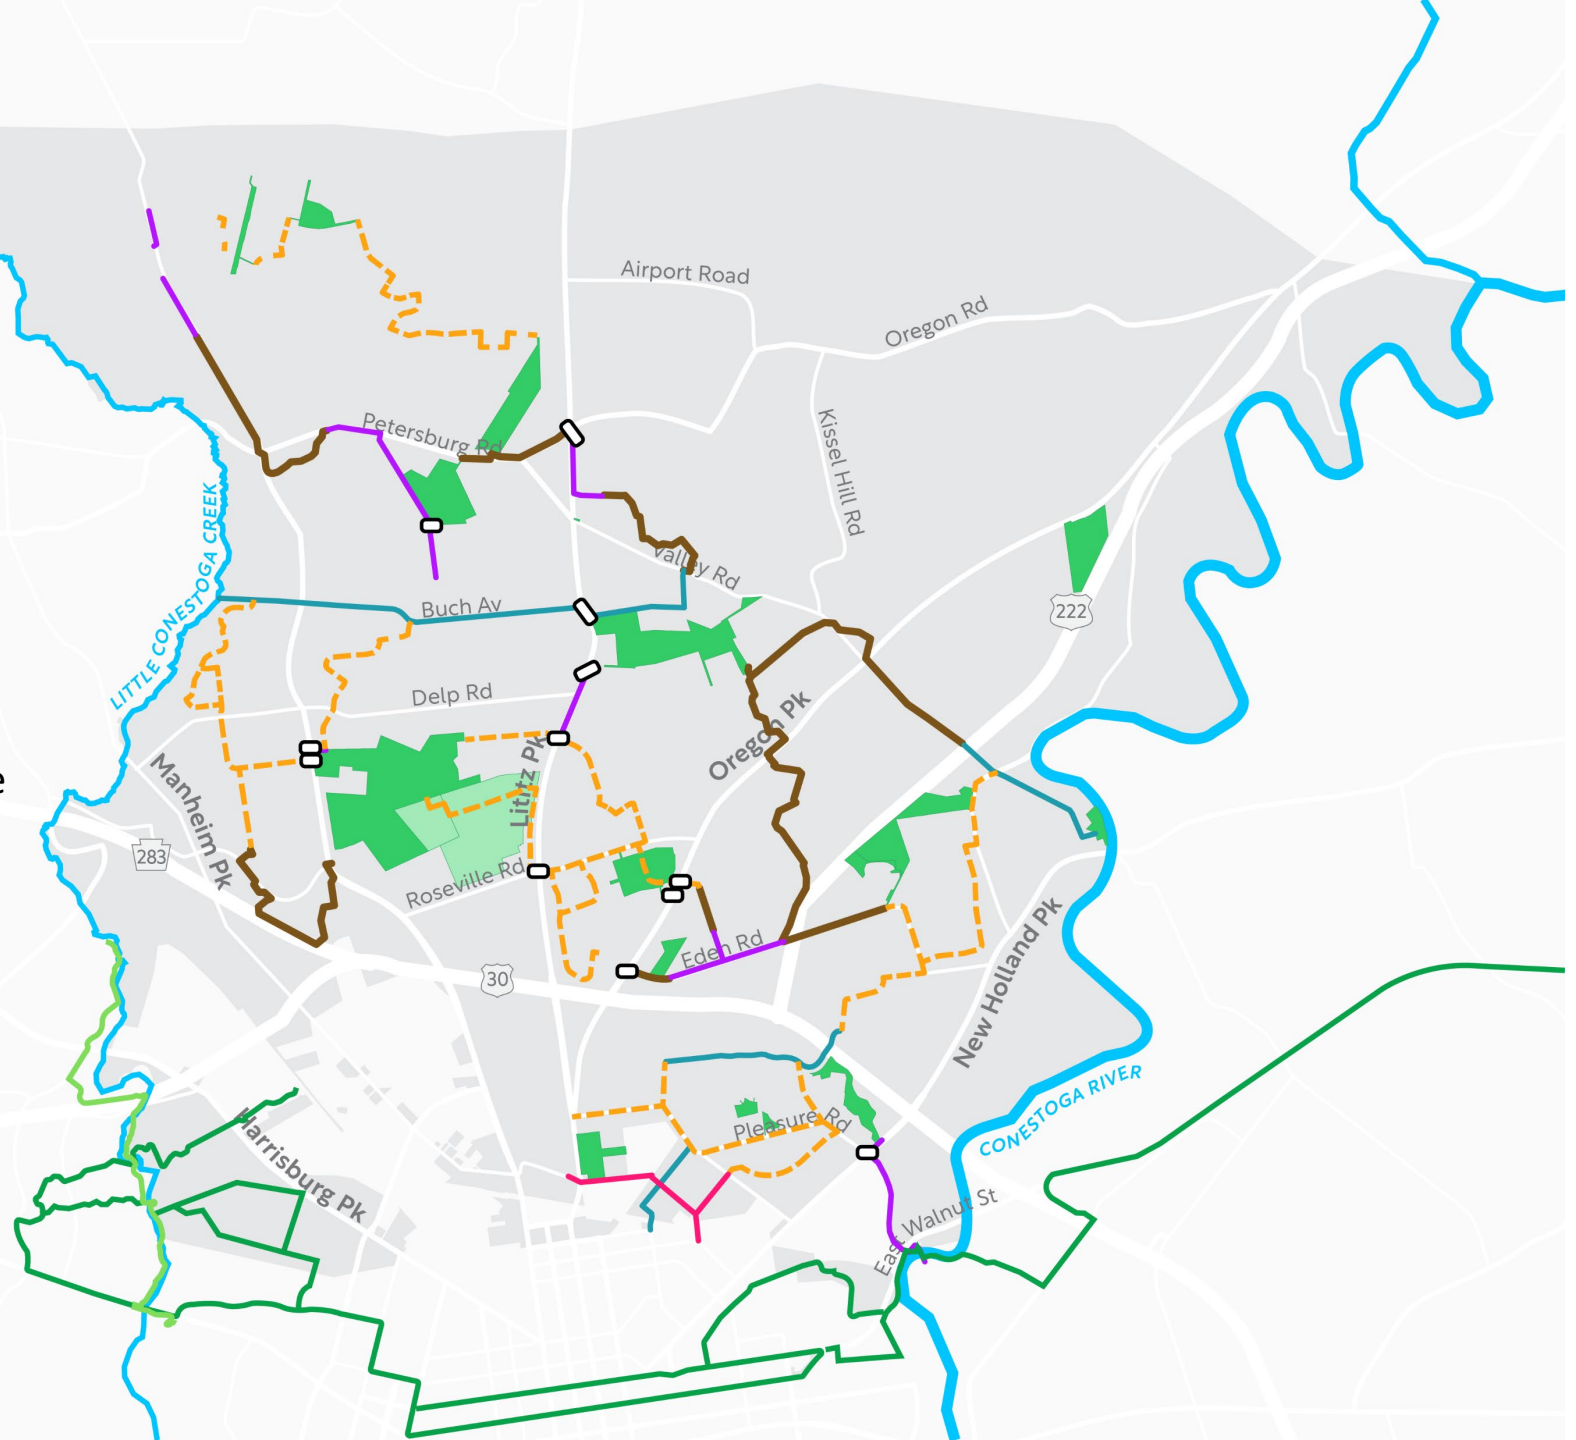 Airport Road
Oregon Rd
Petersburg Rd
Kissel Hill Rd
LITTLE CONESTOGA CREEK
Valley Rd
Buch Av
222
Delp Rd
Oregon Pk
Lititz Pk
e
Manheim Pk
283
Roseville Rd
Eden Rd
30
New Holland Pk
CONESTOGA RIVER
Harrisburg Pk
Pleasure Rd
East Walnut St